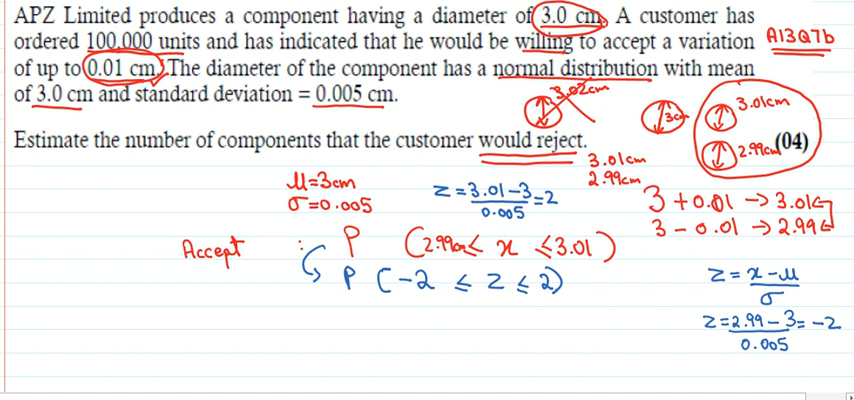 APZ Limited produces a component having a diameter of 3.0 cm. A customer has
ordered 100,000 units and has indicated that he would be willing to accept a variation
A13Q7b
of up to 0.01 cm. The diameter of the component has a normal distribution with mean
of 3.0 cm and standard deviation = 0.005 cm.
3.02cm
3cm
3.01cm
2.99cm
Estimate the number of components that the customer would reject. (04)
3.01cm
2.99cm
μ=3cm
σ=0.005
z = 3.01-3 = 2
0.005
3 + 0.01 → 3.01
3 - 0.01 → 2.99
Accept : P (2.99 ≤ x ≤ 3.01)
P (-2 ≤ z ≤ 2)
z = x - μ
σ
z = 2.99 - 3 = -2
0.005